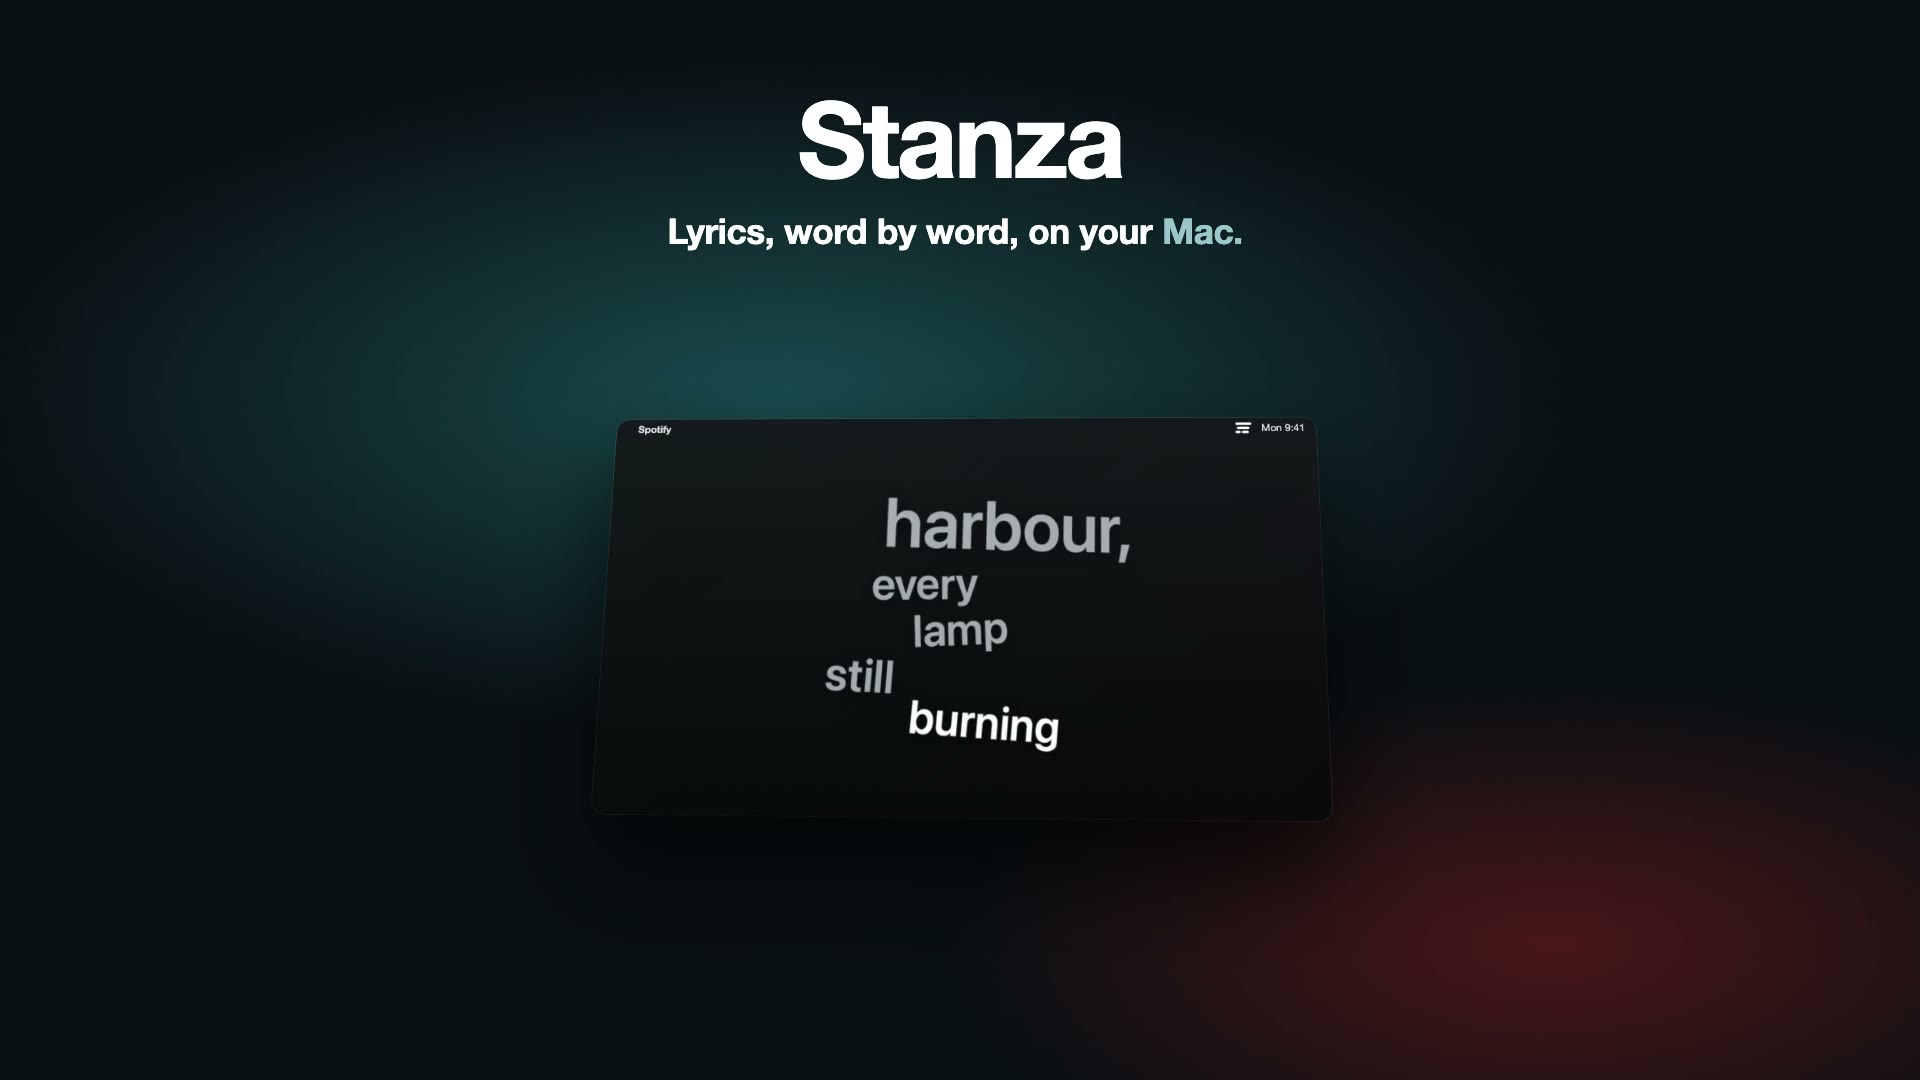 Stanza
Lyrics, word by word, on your Mac.
Spotify
Mon 9:41
harbour,
every
lamp
still
burning